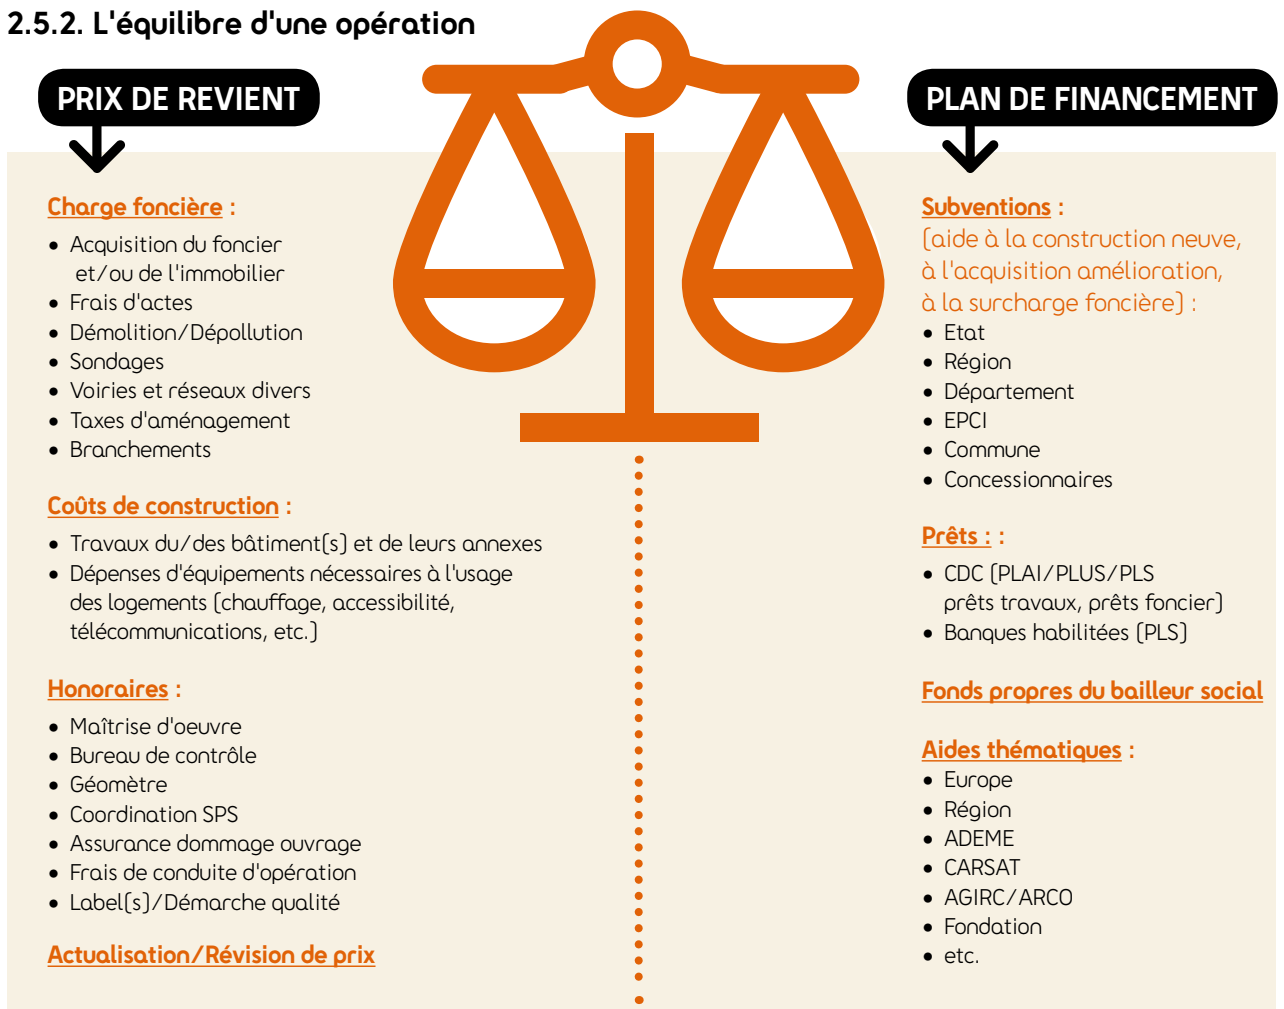 2.5.2. L'équilibre d'une opération
PRIX DE REVIENT
Charge foncière :
• Acquisition du foncier
et/ou de l'immobilier
• Frais d'actes
• Démolition/Dépollution
• Sondages
• Voiries et réseaux divers
• Taxes d'aménagement
• Branchements
Coûts de construction :
• Travaux du/des bâtiment(s) et de leurs annexes
• Dépenses d'équipements nécessaires à l'usage
des logements (chauffage, accessibilité,
télécommunications, etc.)
Honoraires :
• Maîtrise d'oeuvre
• Bureau de contrôle
• Géomètre
• Coordination SPS
• Assurance dommage ouvrage
• Frais de conduite d'opération
• Label(s)/Démarche qualité
Actualisation/Révision de prix
PLAN DE FINANCEMENT
Subventions :
(aide à la construction neuve,
à l'acquisition amélioration,
à la surcharge foncière) :
• Etat
• Région
• Département
• EPCI
• Commune
• Concessionnaires
Prêts : :
• CDC (PLAI/PLUS/PLS
prêts travaux, prêts foncier)
• Banques habilitées (PLS)
Fonds propres du bailleur social
Aides thématiques :
• Europe
• Région
• ADEME
• CARSAT
• AGIRC/ARCO
• Fondation
• etc.